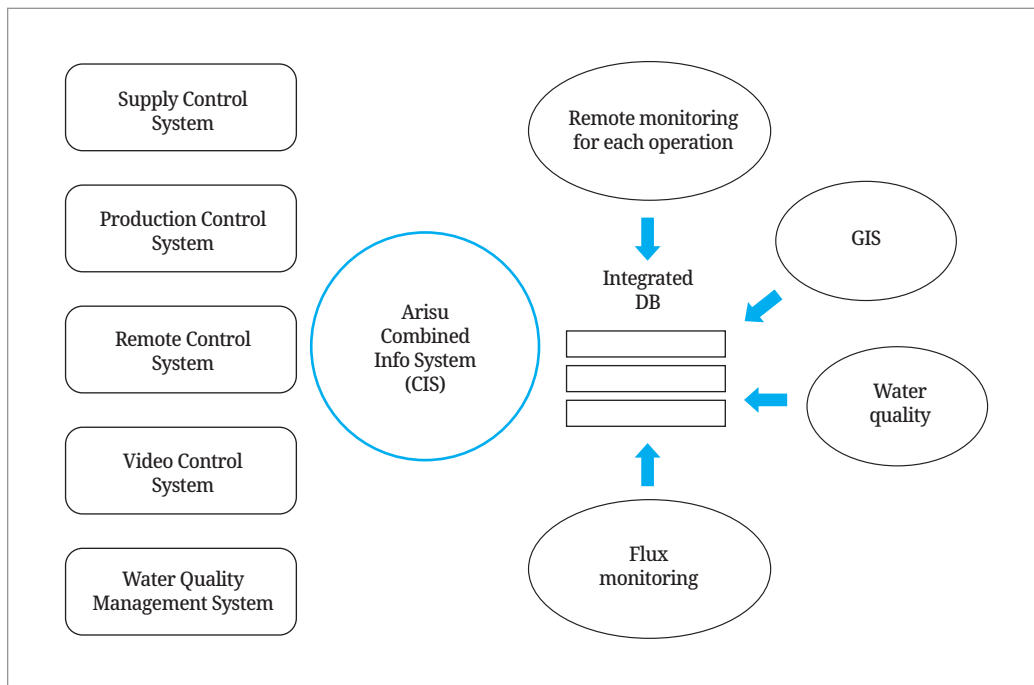 Supply Control
System
Production Control
System
Remote Control
System
Video Control
System
Water Quality
Management System
Arisu
Combined
Info System
(CIS)
Remote monitoring
for each operation
Integrated
DB
GIS
Water
quality
Flux
monitoring